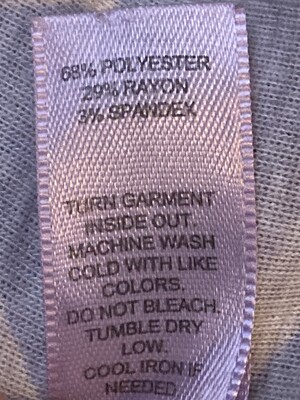 68% POLYESTER
29% RAYON
3% SPANDEX
TURN GARMENT
INSIDE OUT.
MACHINE WASH
COLD WITH LIKE
COLORS.
DO NOT BLEACH.
TUMBLE DRY
LOW.
COOL IRON IF
NEEDED